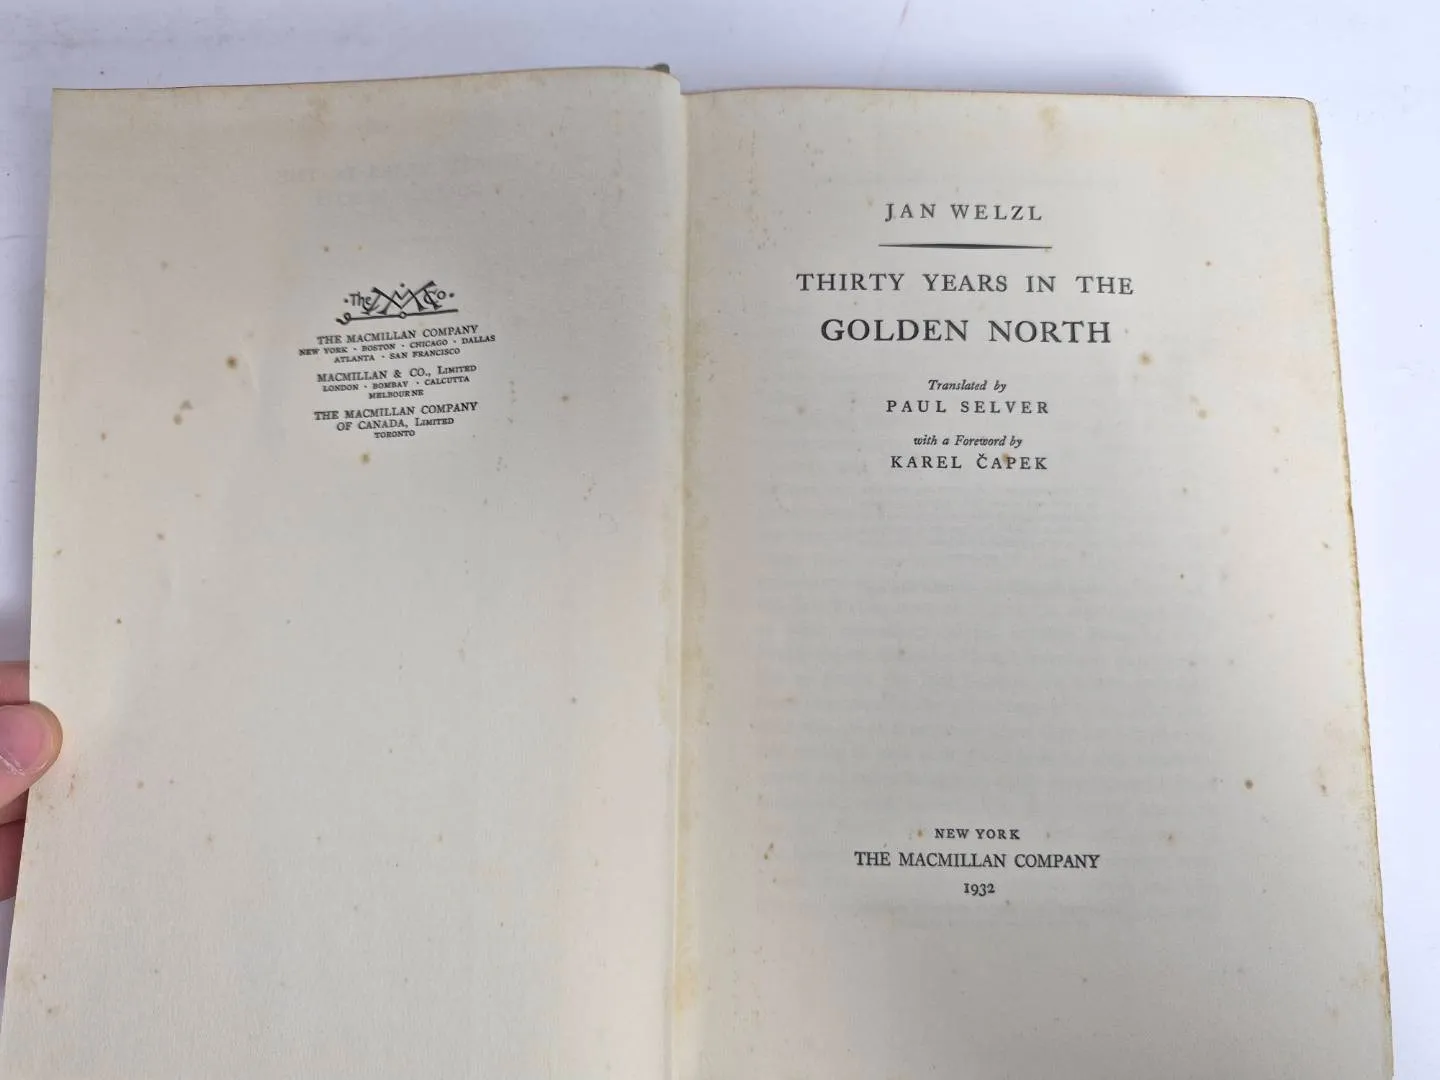 The M Co
THE MACMILLAN COMPANY
NEW YORK · BOSTON · CHICAGO · DALLAS
ATLANTA · SAN FRANCISCO
MACMILLAN & CO., LIMITED
LONDON · BOMBAY · CALCUTTA
MELBOURNE
THE MACMILLAN COMPANY
OF CANADA, LIMITED
TORONTO
JAN WELZL
THIRTY YEARS IN THE
GOLDEN NORTH
Translated by
PAUL SELVER
with a Foreword by
KAREL ČAPEK
NEW YORK
THE MACMILLAN COMPANY
1932